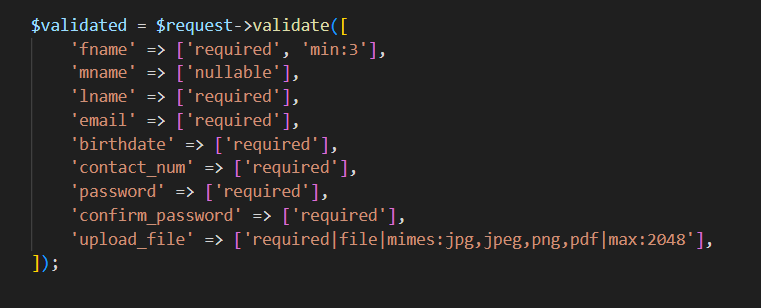 $validated = $request->validate([
    'fname' => ['required', 'min:3'],
    'mname' => ['nullable'],
    'lname' => ['required'],
    'email' => ['required'],
    'birthdate' => ['required'],
    'contact_num' => ['required'],
    'password' => ['required'],
    'confirm_password' => ['required'],
    'upload_file' => ['required|file|mimes:jpg,jpeg,png,pdf|max:2048'],
]);